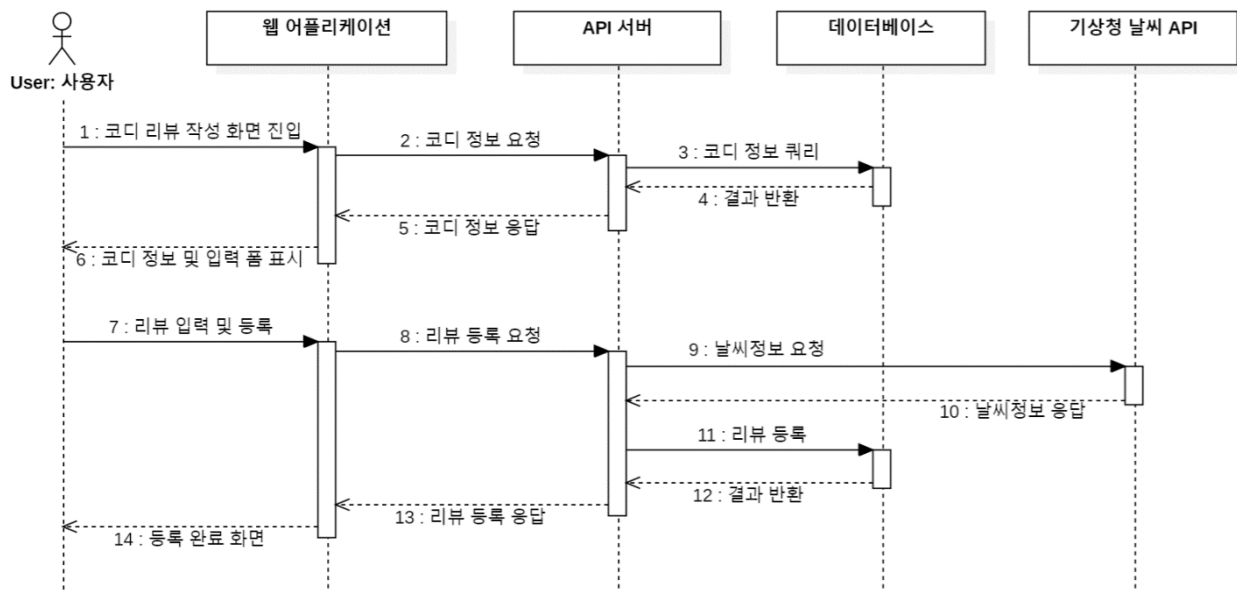 웹 어플리케이션
API 서버
데이터베이스
기상청 날씨 API
User: 사용자
1 : 코디 리뷰 작성 화면 진입
2 : 코디 정보 요청
3 : 코디 정보 쿼리
4 : 결과 반환
5 : 코디 정보 응답
6 : 코디 정보 및 입력 폼 표시
7 : 리뷰 입력 및 등록
8 : 리뷰 등록 요청
9 : 날씨정보 요청
10 : 날씨정보 응답
11 : 리뷰 등록
12 : 결과 반환
13 : 리뷰 등록 응답
14 : 등록 완료 화면